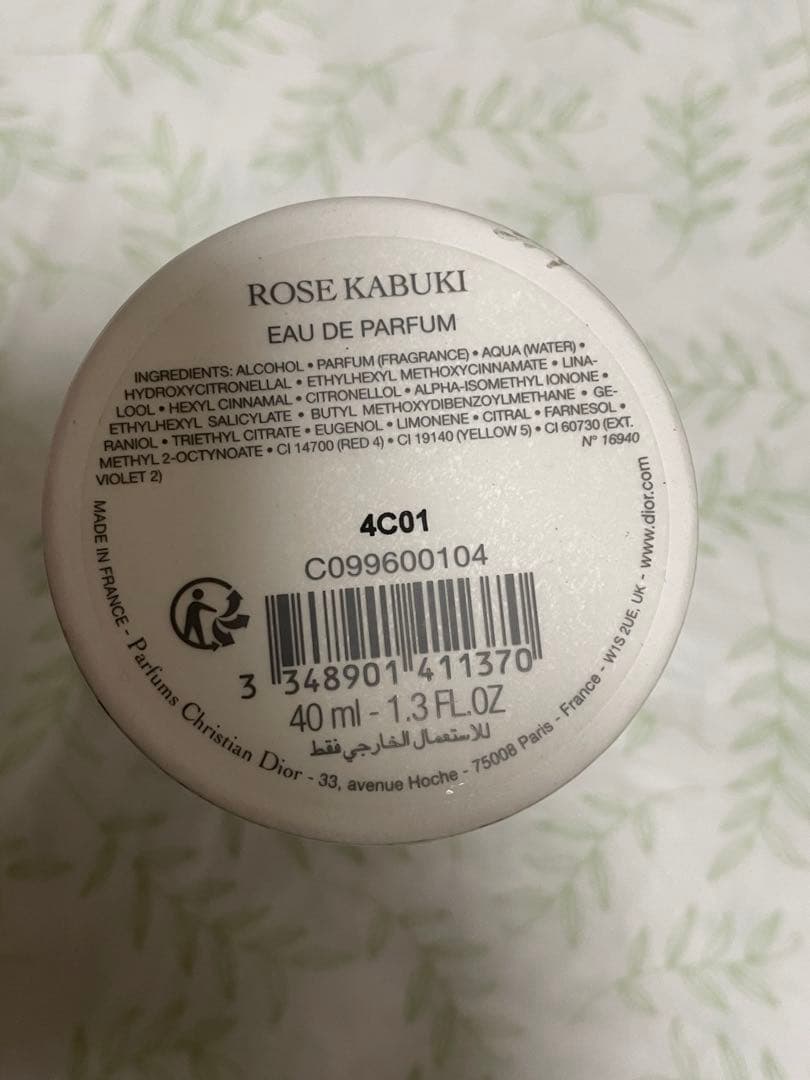 ROSE KABUKI
EAU DE PARFUM
INGREDIENTS: ALCOHOL • PARFUM (FRAGRANCE) • AQUA (WATER) •
HYDROXYCITRONELLAL • ETHYLHEXYL METHOXYCINNAMATE • LINA-
LOOL • HEXYL CINNAMAL • CITRONELLOL • ALPHA-ISOMETHYL IONONE •
ETHYLHEXYL SALICYLATE • BUTYL METHOXYDIBENZOYLMETHANE • GE-
RANIOL • TRIETHYL CITRATE • EUGENOL • LIMONENE • CITRAL • FARNESOL •
METHYL 2-OCTYNOATE • CI 14700 (RED 4) • CI 19140 (YELLOW 5) • CI 60730 (EXT.
VIOLET 2)
N° 16940
4C01
C099600104
3 348901 411370
40 ml - 1.3 FL.OZ
للاستعمال الخارجي فقط
MADE IN FRANCE - Parfums Christian Dior - 33, avenue Hoche - 75008 Paris - France - W1S 2UE, UK - www.dior.com